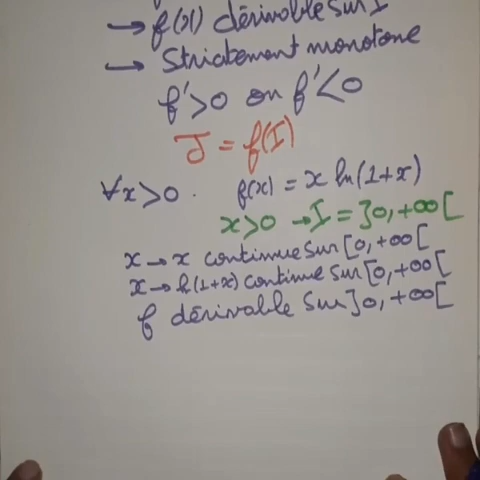 → f(x) dérivable sur I
→ Strictement monotone
f'>0 ou f'<0
J = f(I)
∀x>0. f(x) = x ln(1+x)
x>0 → I = ]0,+∞[
x → x continue sur [0,+∞[
x → ln(1+x) continue sur [0,+∞[
f dérivable sur ]0,+∞[